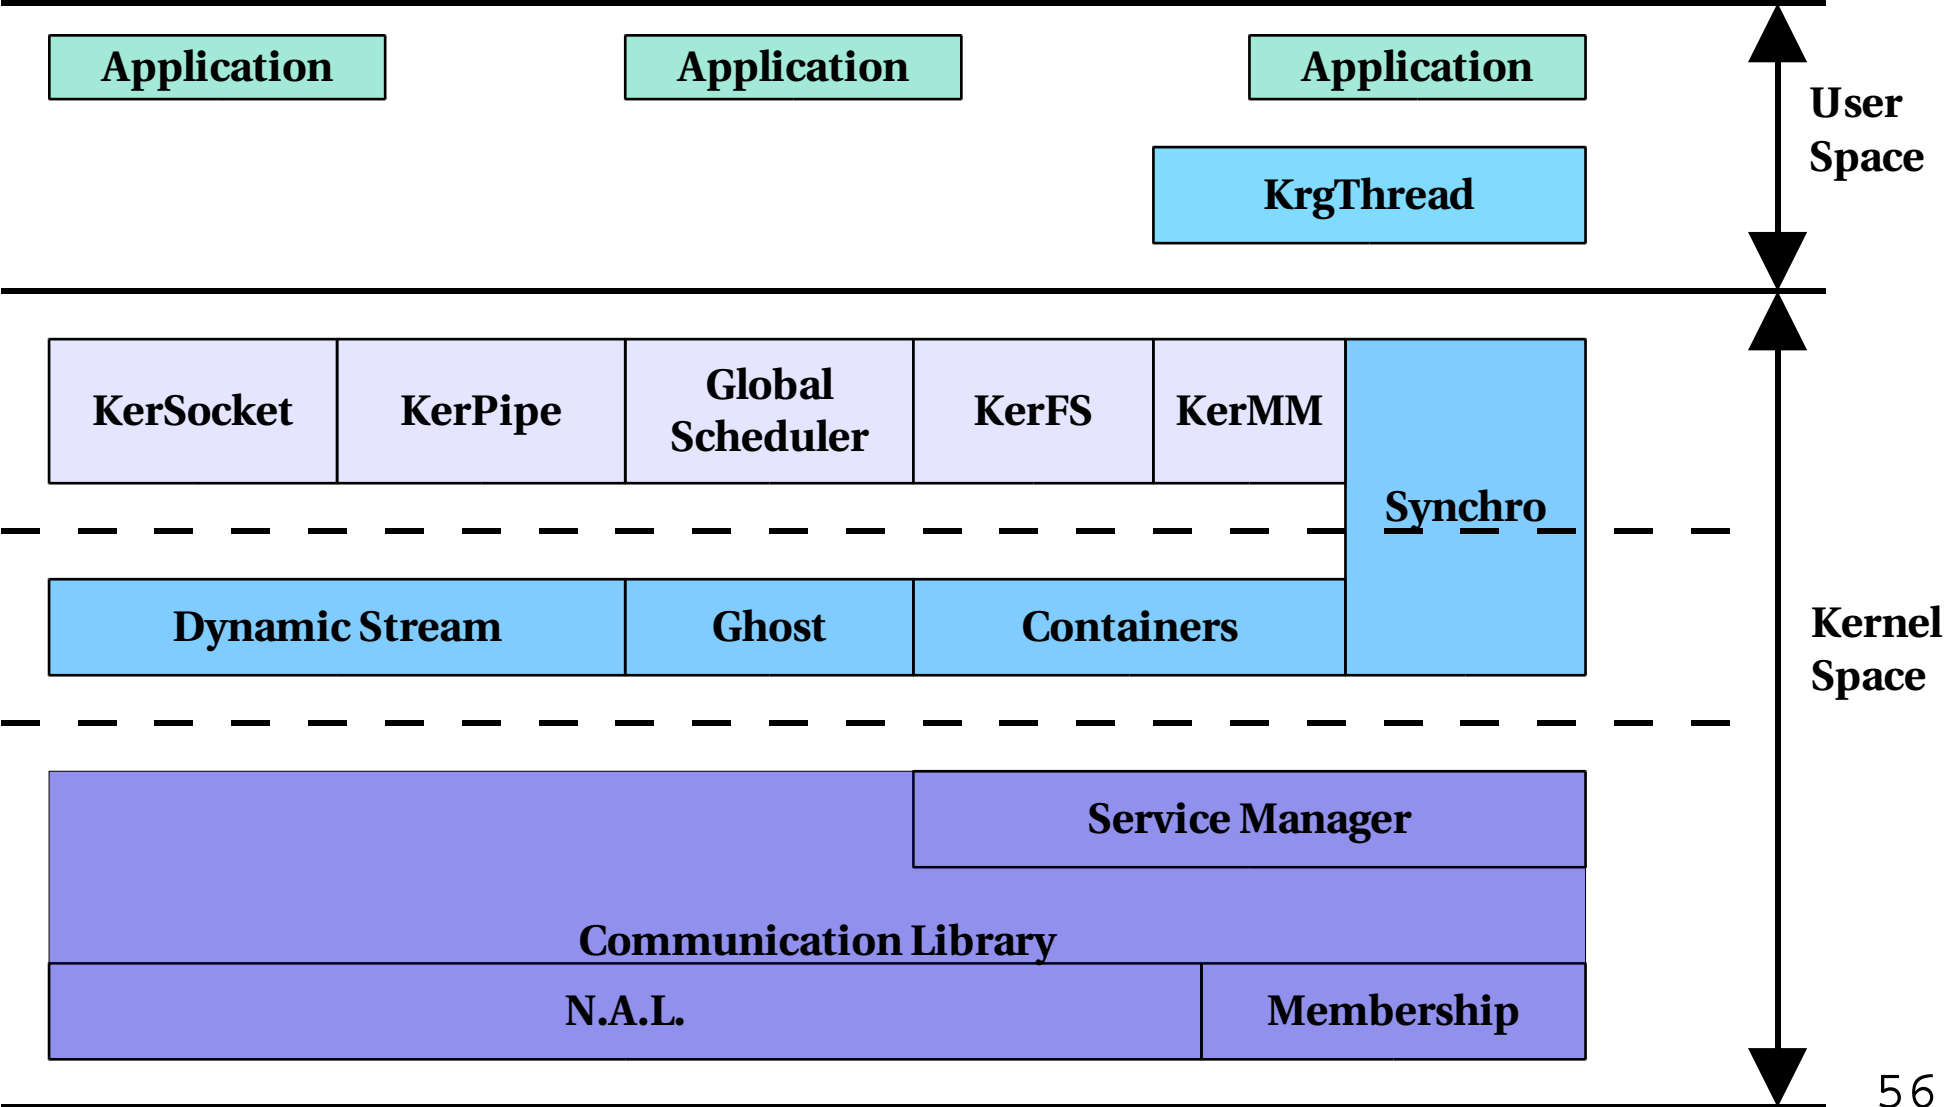 Application
Application
Application
User
Space
KrgThread
KerSocket
KerPipe
Global
Scheduler
KerFS
KerMM
Synchro
Dynamic Stream
Ghost
Containers
Kernel
Space
Service Manager
Communication Library
N.A.L.
Membership
56